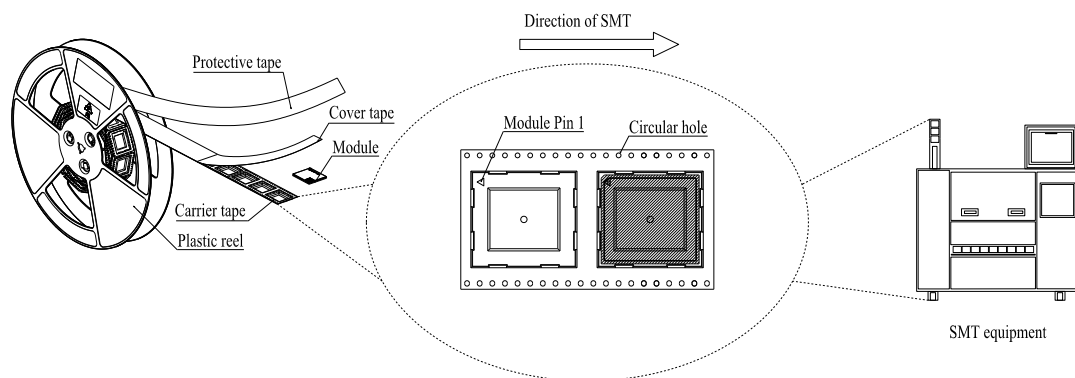 Direction of SMT
Protective tape
Cover tape
Module
Carrier tape
Plastic reel
Module Pin 1
Circular hole
SMT equipment